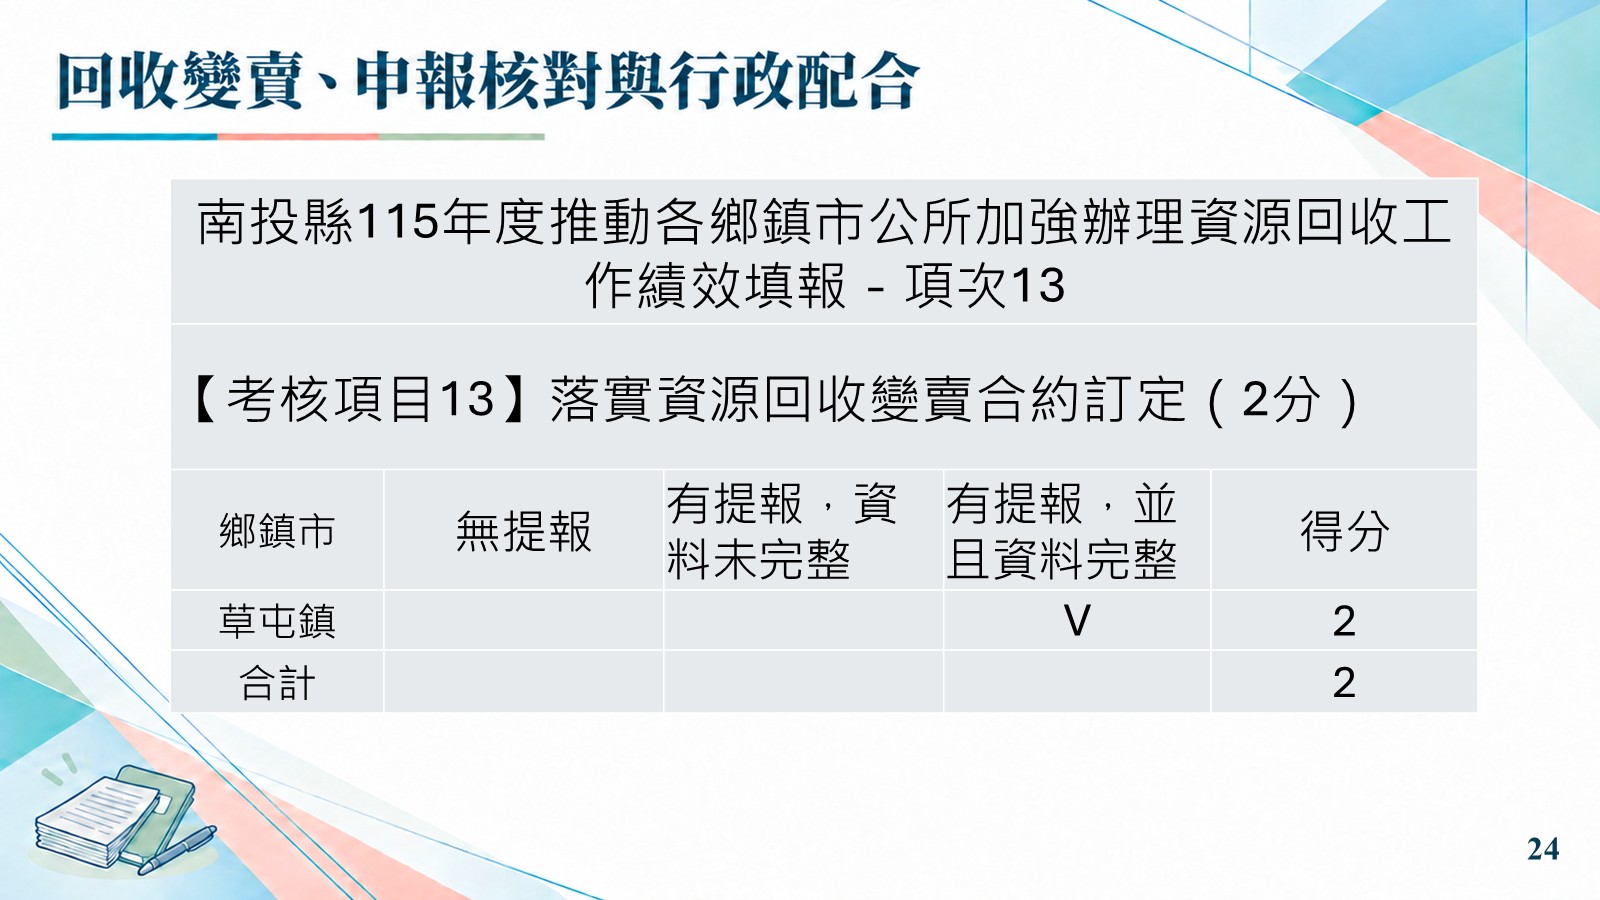 回收變賣、申報核對與行政配合
南投縣115年度推動各鄉鎮市公所加強辦理資源回收工
作績效填報 - 項次13
【考核項目13】落實資源回收變賣合約訂定（2分）
鄉鎮市
無提報
有提報，資
料未完整
有提報，並
且資料完整
得分
草屯鎮
V
2
合計
2
24